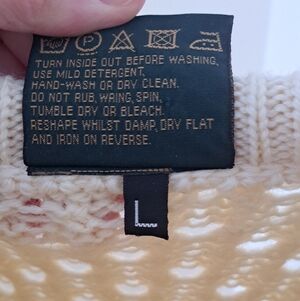 P
TURN INSIDE OUT BEFORE WASHING,
USE MILD DETERGENT,
HAND-WASH OR DRY CLEAN.
DO NOT RUB, WRING, SPIN,
TUMBLE DRY OR BLEACH.
RESHAPE WHILST DAMP, DRY FLAT
AND IRON ON REVERSE.
L